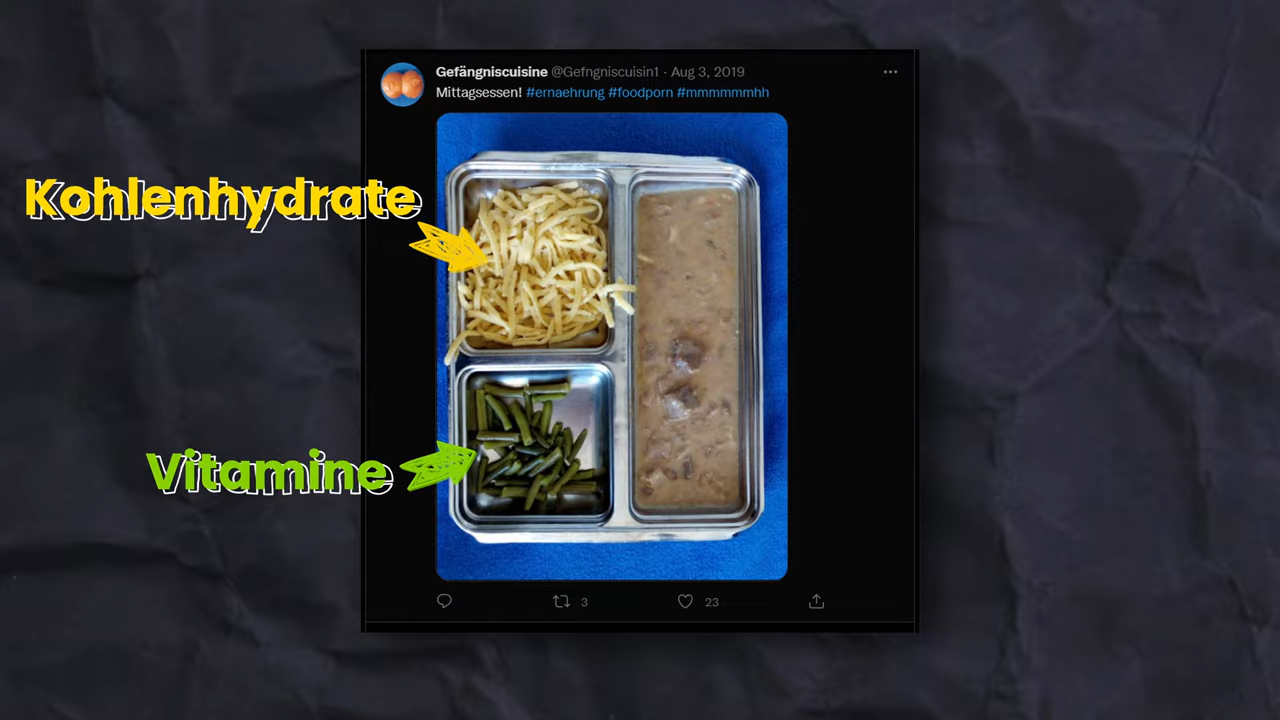 Gefängniscuisine @Gefngniscuisin1 · Aug 3, 2019
Mittagsessen! #ernaehrung #foodporn #mmmmmmhh
Kohlenhydrate
Vitamine
3 23